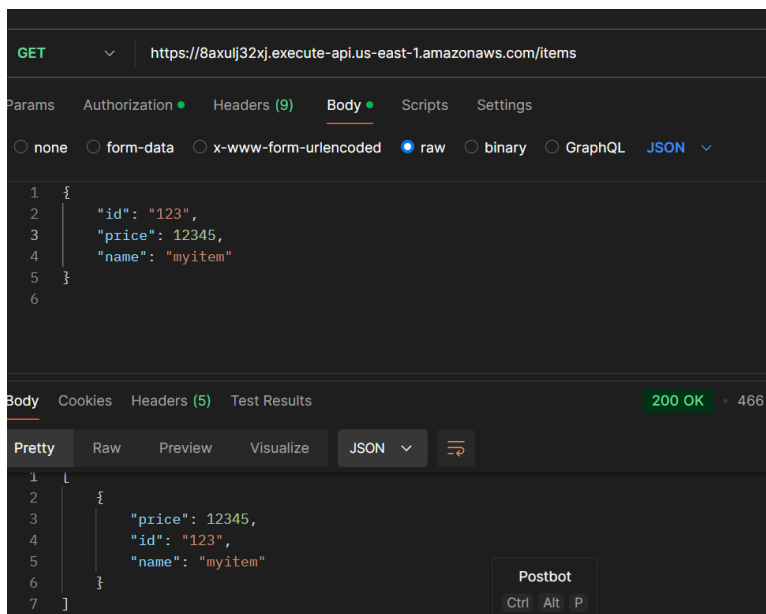 GET https://8axulj32xj.execute-api.us-east-1.amazonaws.com/items
Params Authorization Headers (9) Body Scripts Settings
none form-data x-www-form-urlencoded raw binary GraphQL JSON
1 {
2 "id": "123",
3 "price": 12345,
4 "name": "myitem"
5 }
6
Body Cookies Headers (5) Test Results 200 OK 466
Pretty Raw Preview Visualize JSON
1 [
2 {
3 "price": 12345,
4 "id": "123",
5 "name": "myitem"
6 }
7 ]
Postbot
Ctrl Alt P